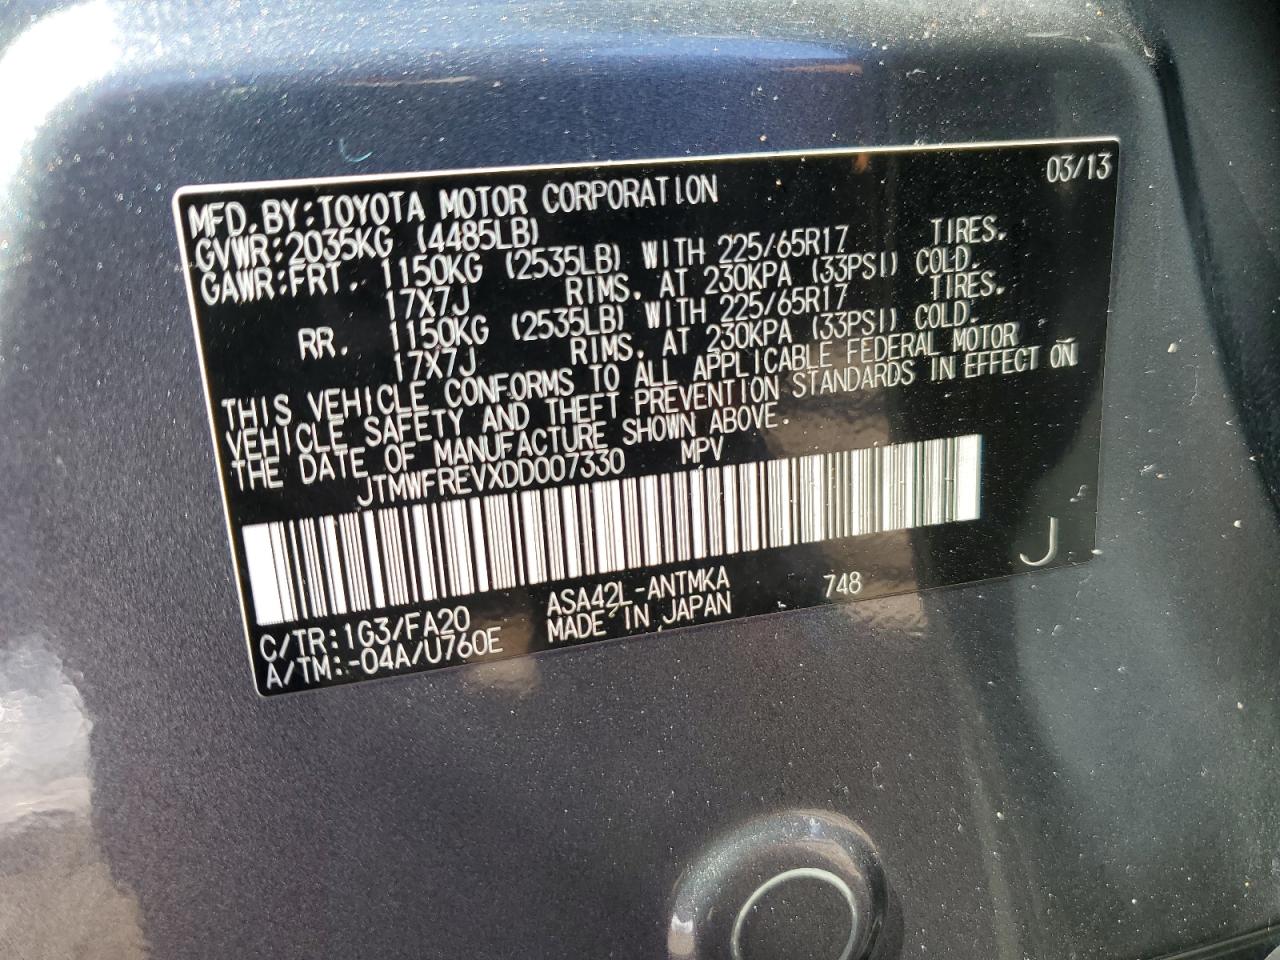 03/13
MFD.BY:TOYOTA MOTOR CORPORATION
GVWR:2035KG (4485LB)
GAWR:FRT. 1150KG (2535LB) WITH 225/65R17 TIRES.
17X7J RIMS. AT 230KPA (33PSI) COLD.
RR. 1150KG (2535LB) WITH 225/65R17 TIRES.
17X7J RIMS. AT 230KPA (33PSI) COLD.
THIS VEHICLE CONFORMS TO ALL APPLICABLE FEDERAL MOTOR
VEHICLE SAFETY AND THEFT PREVENTION STANDARDS IN EFFECT ON
THE DATE OF MANUFACTURE SHOWN ABOVE.
JTMWFREVXDD007330 MPV
J
C/TR:1G3/FA20 ASA42L-ANTMKA 748
A/TM:-04A/U760E MADE IN JAPAN